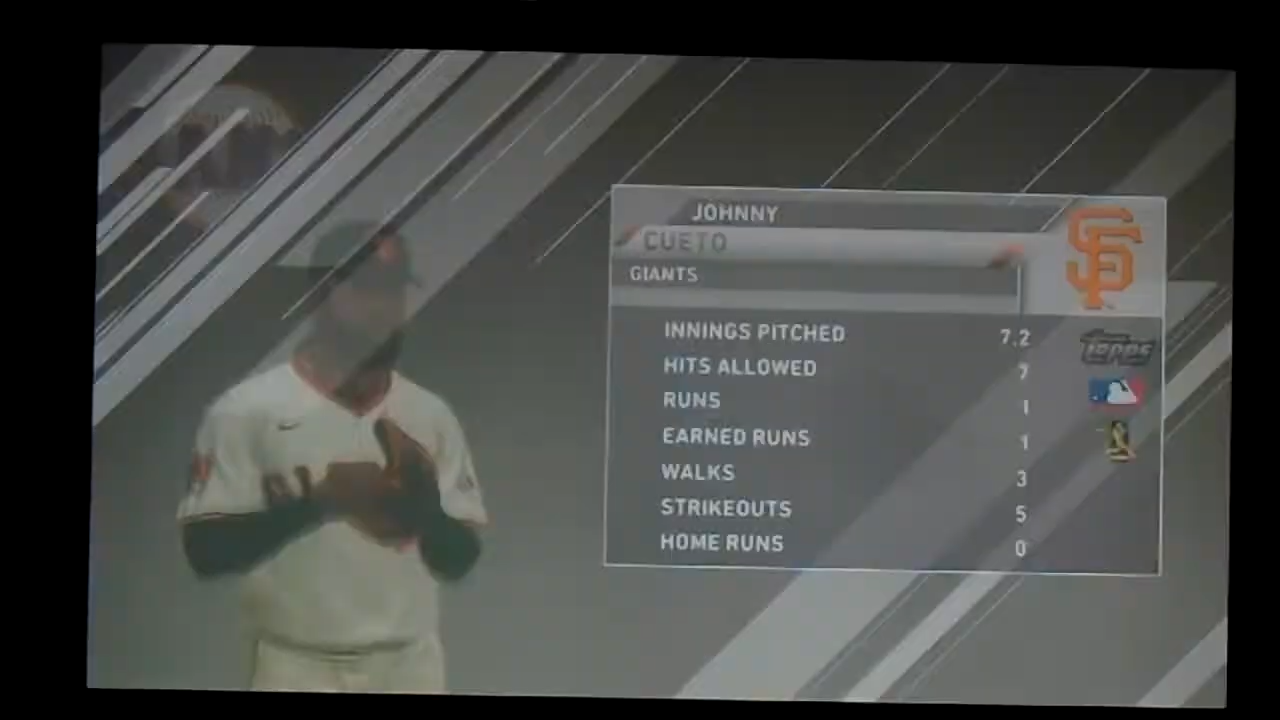 JOHNNY
CUETO
GIANTS
SF
INNINGS PITCHED 7.2
HITS ALLOWED 7
RUNS 1
EARNED RUNS 1
WALKS 3
STRIKEOUTS 5
HOME RUNS 0
TOPPS